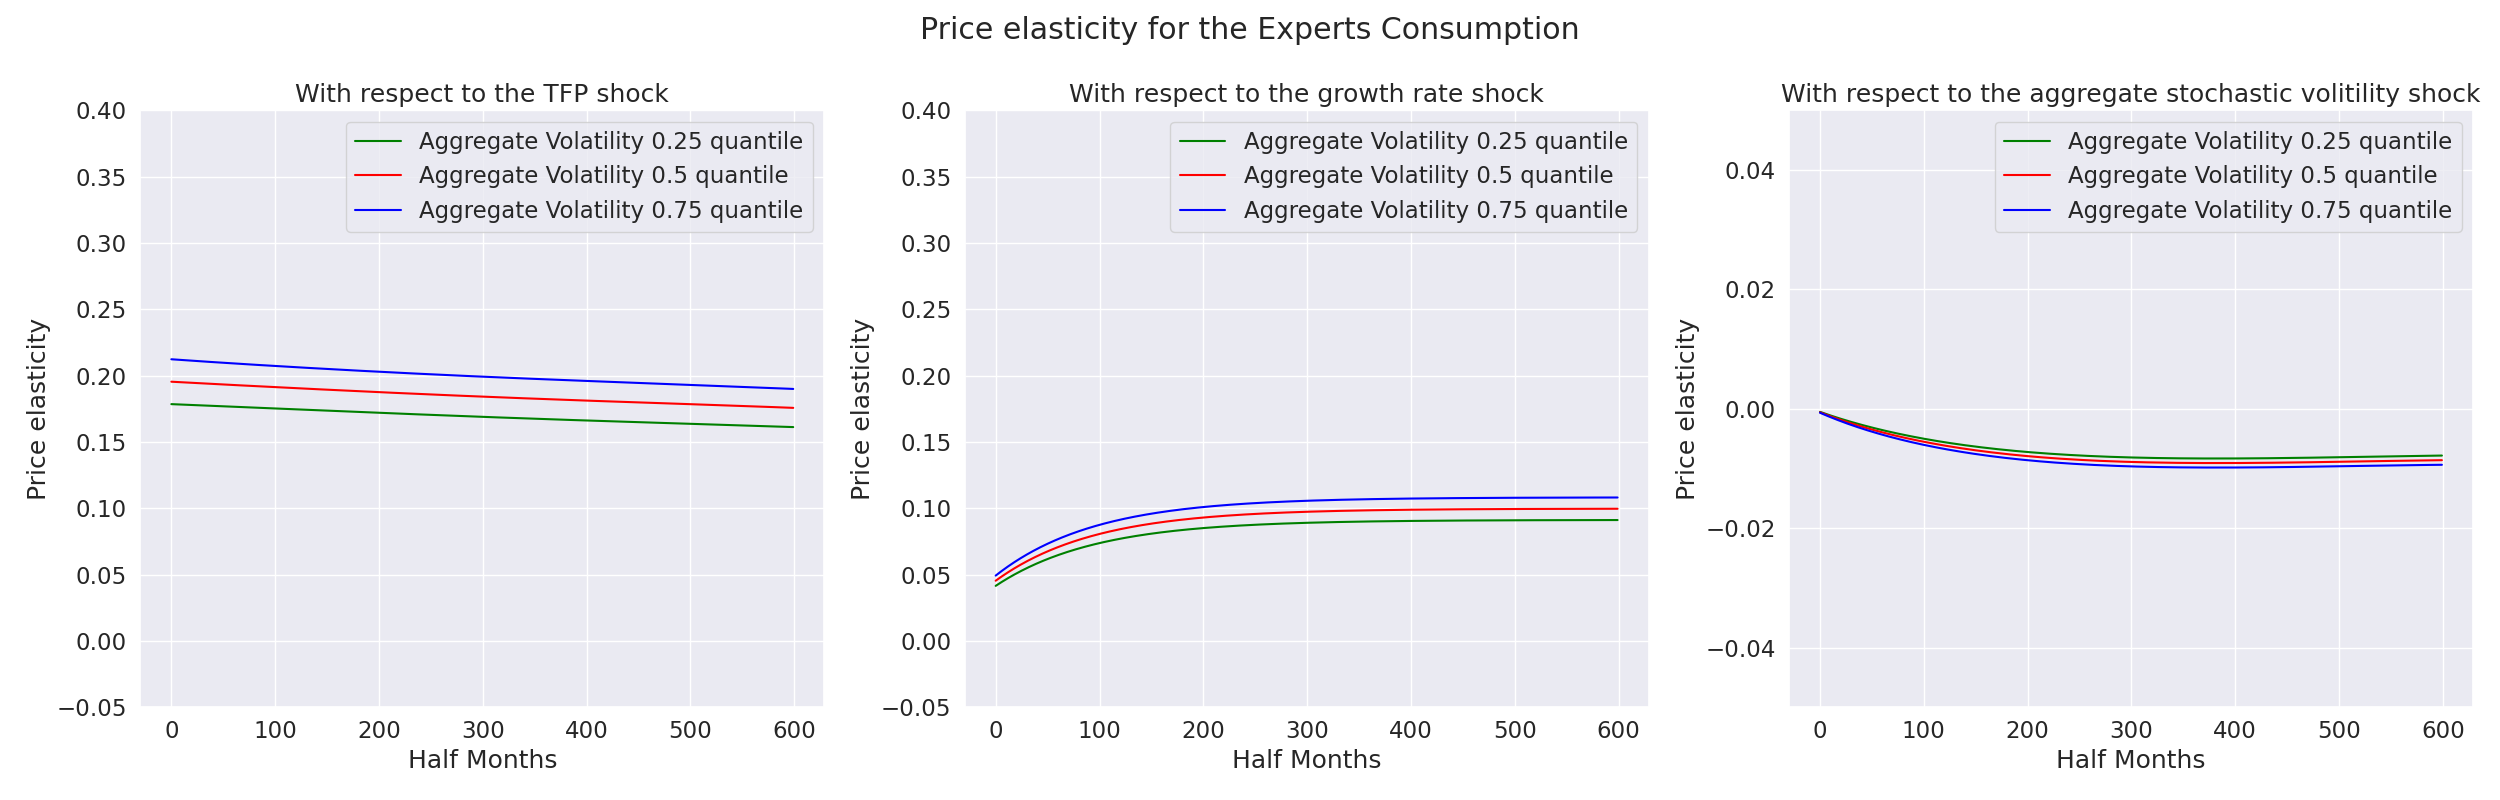 Price elasticity for the Experts Consumption
With respect to the TFP shock
0.40
0.35
0.30
0.25
0.20
0.15
0.10
0.05
0.00
−0.05
Price elasticity
Aggregate Volatility 0.25 quantile
Aggregate Volatility 0.5 quantile
Aggregate Volatility 0.75 quantile
0 100 200 300 400 500 600
Half Months
With respect to the growth rate shock
0.40
0.35
0.30
0.25
0.20
0.15
0.10
0.05
0.00
−0.05
Price elasticity
Aggregate Volatility 0.25 quantile
Aggregate Volatility 0.5 quantile
Aggregate Volatility 0.75 quantile
0 100 200 300 400 500 600
Half Months
With respect to the aggregate stochastic volitility shock
0.04
0.02
0.00
−0.02
−0.04
Price elasticity
Aggregate Volatility 0.25 quantile
Aggregate Volatility 0.5 quantile
Aggregate Volatility 0.75 quantile
0 100 200 300 400 500 600
Half Months